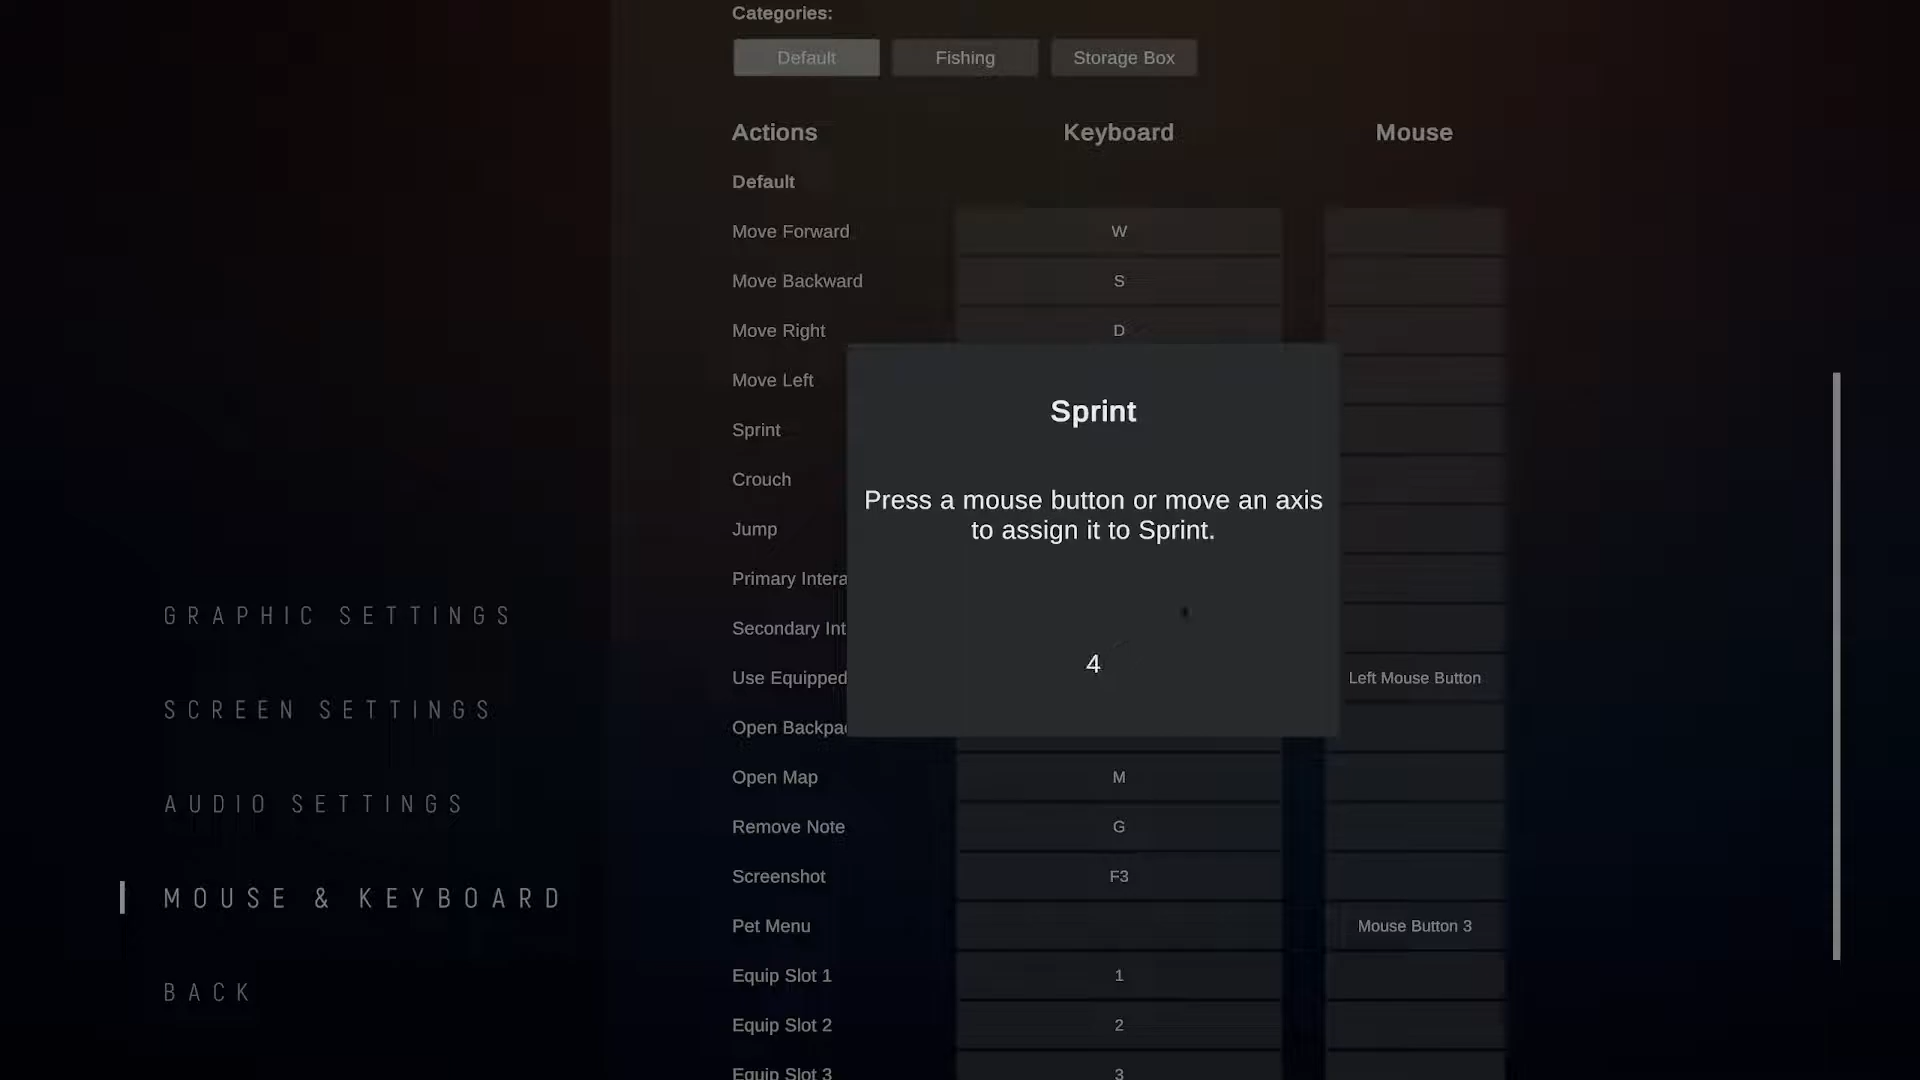 Categories:
Default Fishing Storage Box
Actions Keyboard Mouse
Default
Move Forward W
Move Backward S
Move Right D
Move Left
Sprint
Crouch
Jump
Primary Intera
Secondary Int
Use Equipped Left Mouse Button
Open Backpa
Open Map M
Remove Note G
Screenshot F3
Pet Menu Mouse Button 3
Equip Slot 1 1
Equip Slot 2 2
Equip Slot 3 3
Sprint
Press a mouse button or move an axis
to assign it to Sprint.
4
GRAPHIC SETTINGS
SCREEN SETTINGS
AUDIO SETTINGS
MOUSE & KEYBOARD
BACK